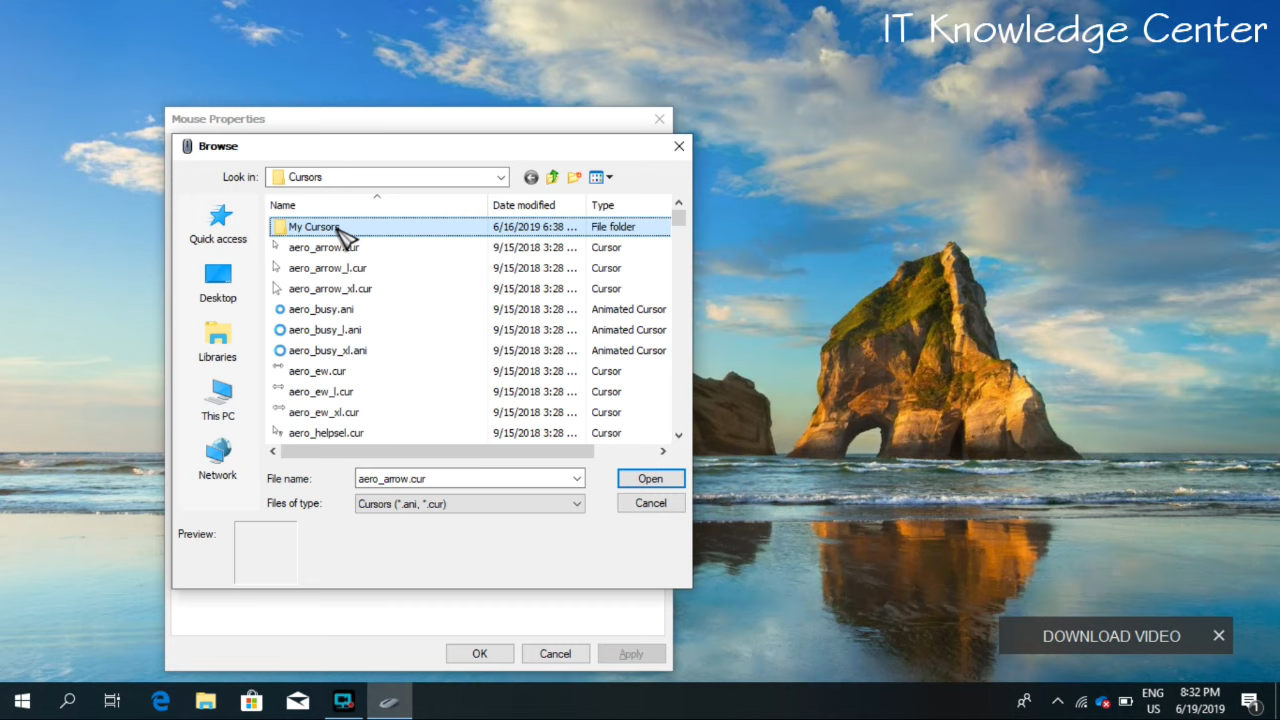 IT Knowledge Center
Mouse Properties
Browse
Look in:
Cursors
Name Date modified Type
My Cursors 6/16/2019 6:38 ... File folder
aero_arrow.cur 9/15/2018 3:28 ... Cursor
aero_arrow_l.cur 9/15/2018 3:28 ... Cursor
aero_arrow_xl.cur 9/15/2018 3:28 ... Cursor
aero_busy.ani 9/15/2018 3:28 ... Animated Cursor
aero_busy_l.ani 9/15/2018 3:28 ... Animated Cursor
aero_busy_xl.ani 9/15/2018 3:28 ... Animated Cursor
aero_ew.cur 9/15/2018 3:28 ... Cursor
aero_ew_l.cur 9/15/2018 3:28 ... Cursor
aero_ew_xl.cur 9/15/2018 3:28 ... Cursor
aero_helpsel.cur 9/15/2018 3:28 ... Cursor
Quick access
Desktop
Libraries
This PC
Network
File name: aero_arrow.cur Open
Files of type: Cursors (*.ani, *.cur) Cancel
Preview:
OK Cancel Apply
DOWNLOAD VIDEO
ENG
US
8:32 PM
6/19/2019
1